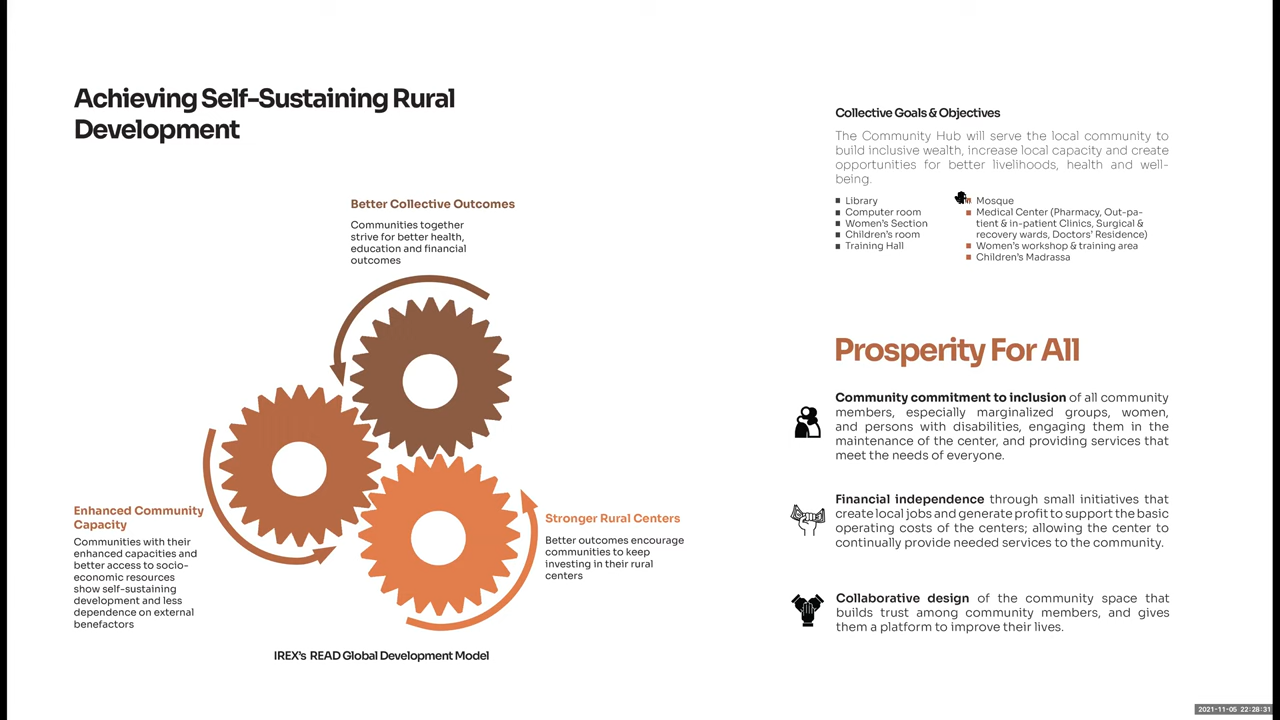 Achieving Self-Sustaining Rural
Development
Better Collective Outcomes
Communities together
strive for better health,
education and financial
outcomes
Enhanced Community
Capacity
Communities with their
enhanced capacities and
better access to socio-
economic resources
show self-sustaining
development and less
dependence on external
benefactors
Stronger Rural Centers
Better outcomes encourage
communities to keep
investing in their rural
centers
IREX's READ Global Development Model
Collective Goals & Objectives
The Community Hub will serve the local community to
build inclusive wealth, increase local capacity and create
opportunities for better livelihoods, health and well-
being.
Library
Computer room
Women's Section
Children's room
Training Hall
Mosque
Medical Center (Pharmacy, Out-pa-
tient & in-patient Clinics, Surgical &
recovery wards, Doctors' Residence)
Women's workshop & training area
Children's Madrassa
Prosperity For All
Community commitment to inclusion of all community
members, especially marginalized groups, women,
and persons with disabilities, engaging them in the
maintenance of the center, and providing services that
meet the needs of everyone.
Financial independence through small initiatives that
create local jobs and generate profit to support the basic
operating costs of the centers; allowing the center to
continually provide needed services to the community.
Collaborative design of the community space that
builds trust among community members, and gives
them a platform to improve their lives.
2021-11-05 22:28:31